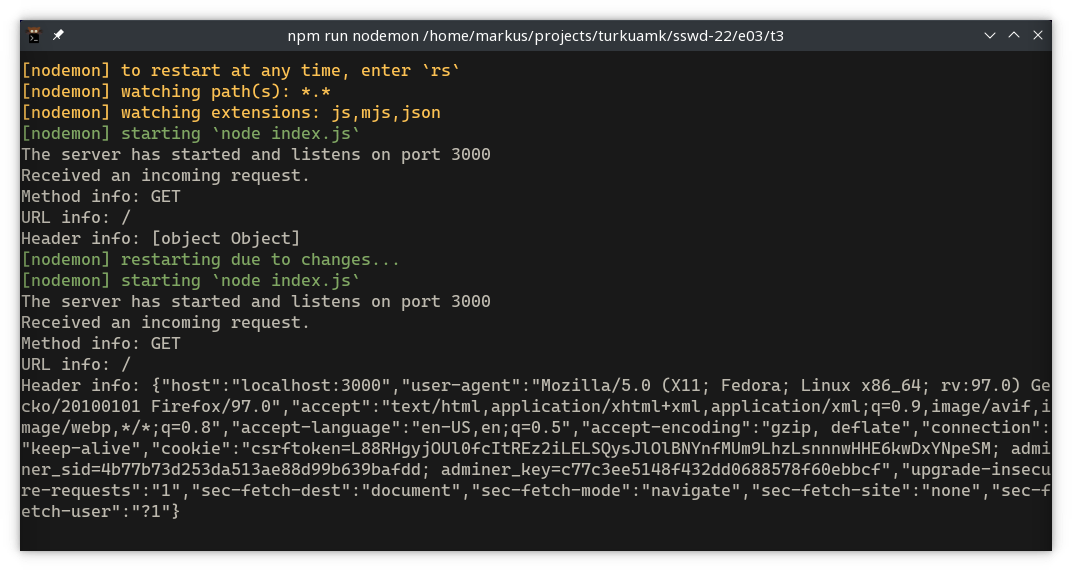 npm run nodemon /home/markus/projects/turkuamk/sswd-22/e03/t3
[nodemon] to restart at any time, enter `rs`
[nodemon] watching path(s): *.*
[nodemon] watching extensions: js,mjs,json
[nodemon] starting `node index.js`
The server has started and listens on port 3000
Received an incoming request.
Method info: GET
URL info: /
Header info: [object Object]
[nodemon] restarting due to changes...
[nodemon] starting `node index.js`
The server has started and listens on port 3000
Received an incoming request.
Method info: GET
URL info: /
Header info: {"host":"localhost:3000","user-agent":"Mozilla/5.0 (X11; Fedora; Linux x86_64; rv:97.0) Ge
cko/20100101 Firefox/97.0","accept":"text/html,application/xhtml+xml,application/xml;q=0.9,image/avif,i
mage/webp,*/*;q=0.8","accept-language":"en-US,en;q=0.5","accept-encoding":"gzip, deflate","connection":
"keep-alive","cookie":"csrftoken=L88RHgyjOUl0fcItREz2iLELSQysJlOlBNYnfMUm9LhzLsnnnwHHE6kwDxYNpeSM; admi
ner_sid=4b77b73d253da513ae88d99b639bafdd; adminer_key=c77c3ee5148f432dd0688578f60ebbcf","upgrade-insecu
re-requests":"1","sec-fetch-dest":"document","sec-fetch-mode":"navigate","sec-fetch-site":"none","sec-f
etch-user":"?1"}